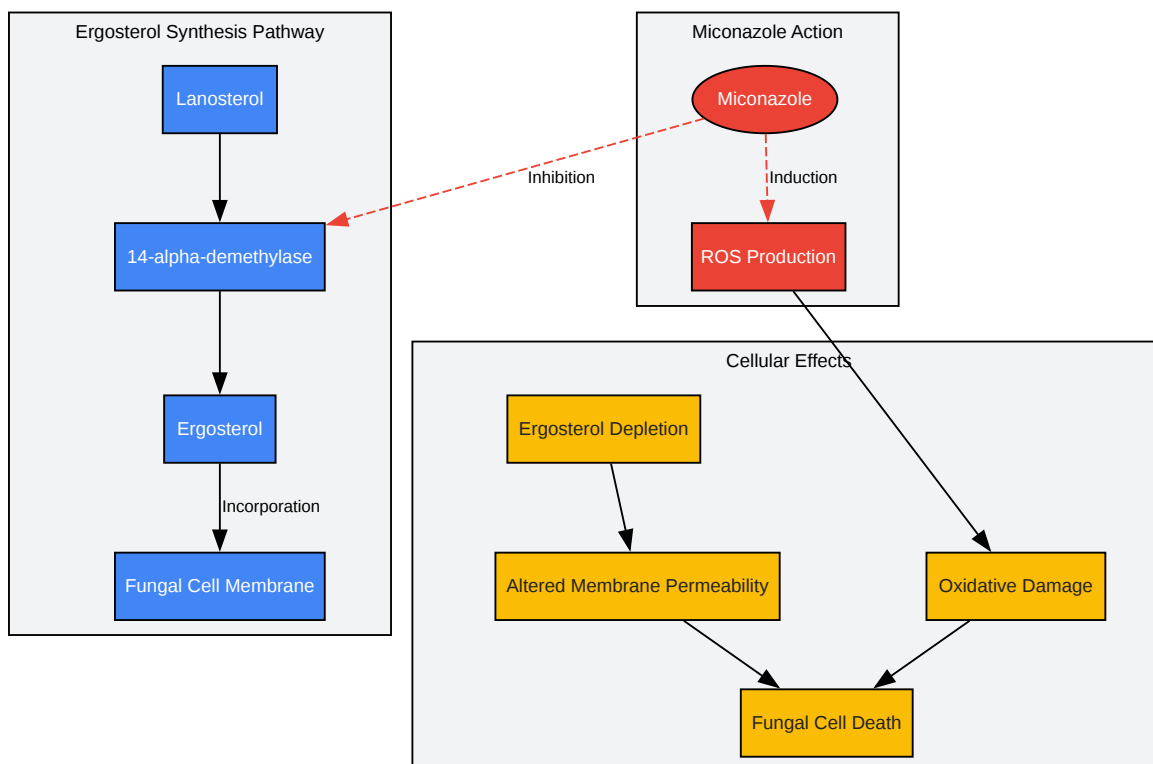 Ergosterol Synthesis Pathway
Lanosterol
14-alpha-demethylase
Ergosterol
Incorporation
Fungal Cell Membrane
Miconazole Action
Miconazole
Inhibition
Induction
ROS Production
Cellular Effects
Ergosterol Depletion
Altered Membrane Permeability
Oxidative Damage
Fungal Cell Death